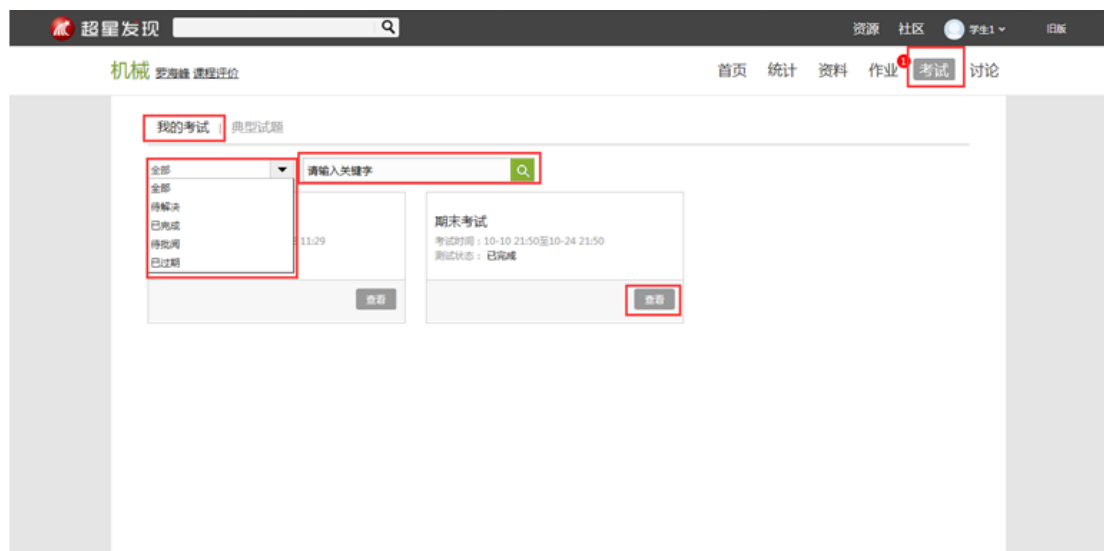 超星发现
资源 社区 学生1 旧版
机械 罗海峰 课程评价
首页 统计 资料 作业 1 考试 讨论
我的考试 | 典型试题
全部
请输入关键字
全部
待解决
已完成
待批阅
已过期
11:29
查看
期末考试
考试时间：10-10 21:50至10-24 21:50
测试状态：已完成
查看